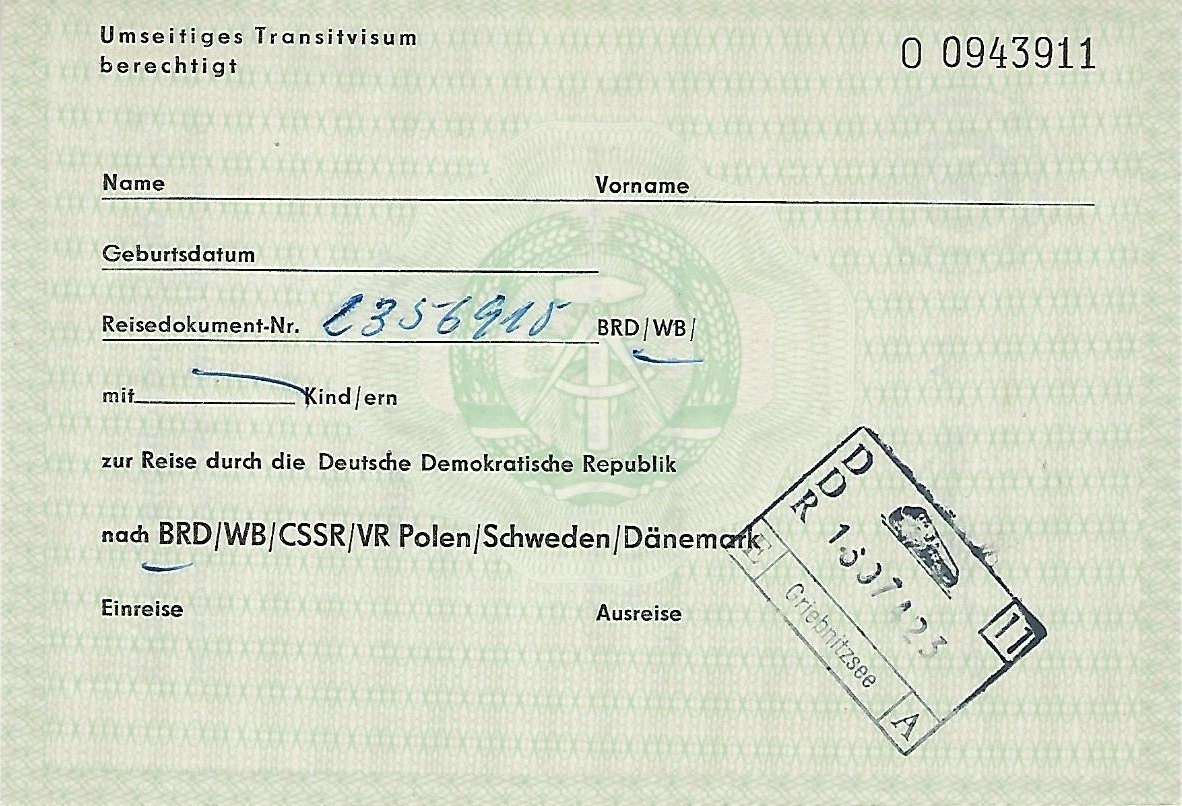 Umseitiges Transitvisum
berechtigt
O 0943911
Name Vorname
Geburtsdatum
Reisedokument-Nr. BRD/WB/
mit Kind/ern
zur Reise durch die Deutsche Demokratische Republik
nach BRD/WB/CSSR/VR Polen/Schweden/Dänemark
Einreise Ausreise
DDR
11
E Griebnitzsee A